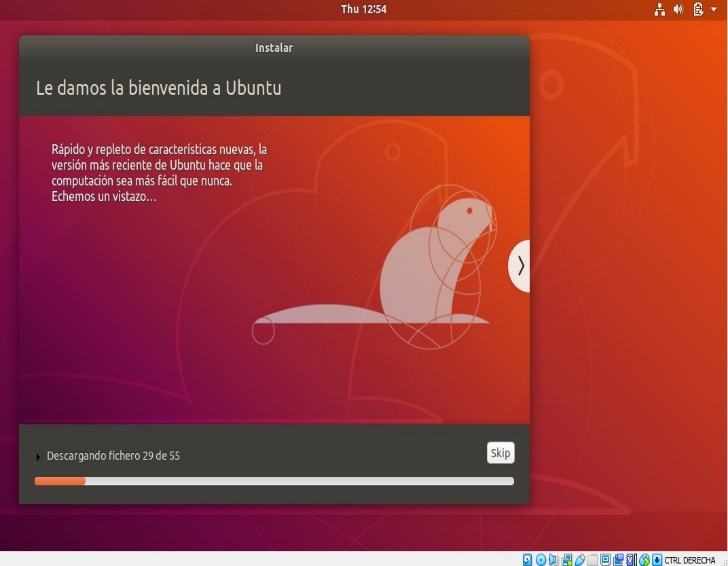 Thu 12:54
Instalar
Le damos la bienvenida a Ubuntu
Rápido y repleto de características nuevas, la
versión más reciente de Ubuntu hace que la
computación sea más fácil que nunca.
Echemos un vistazo...
Descargando fichero 29 de 55
Skip
CTRL DERECHA